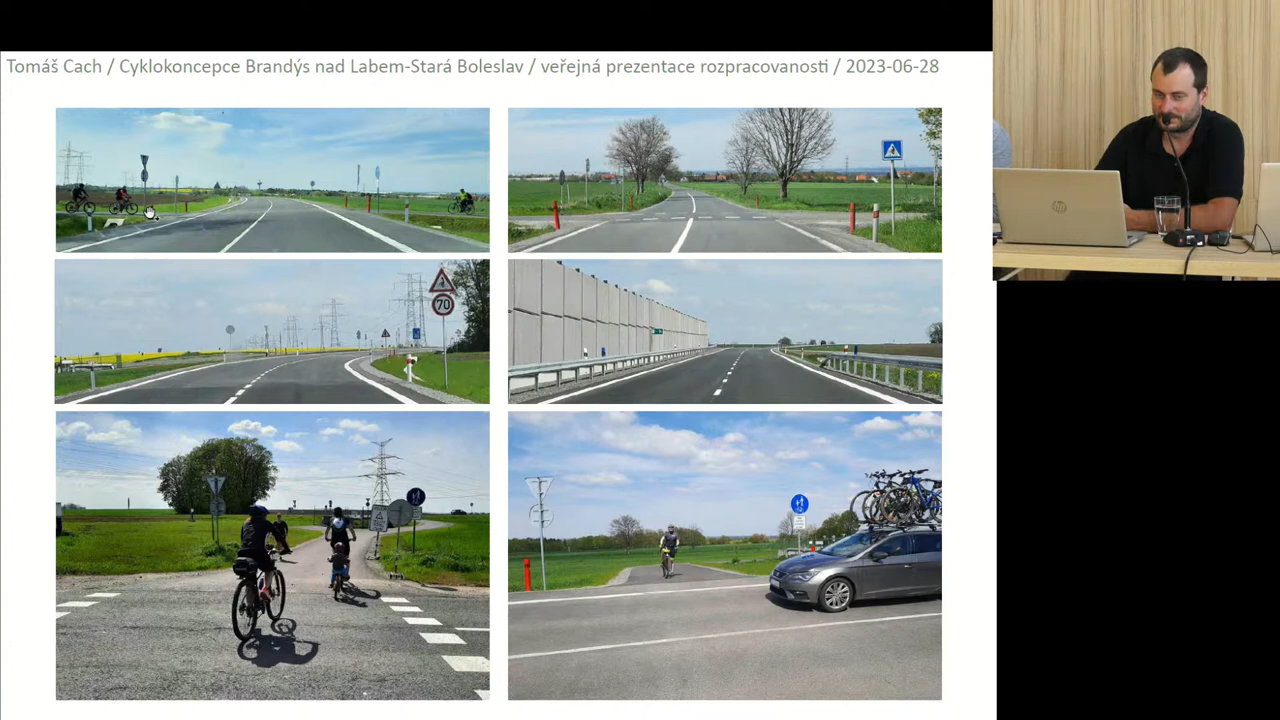 Tomáš Cach / Cyklokoncepce Brandýs nad Labem-Stará Boleslav / veřejná prezentace rozpracovanosti / 2023-06-28
70